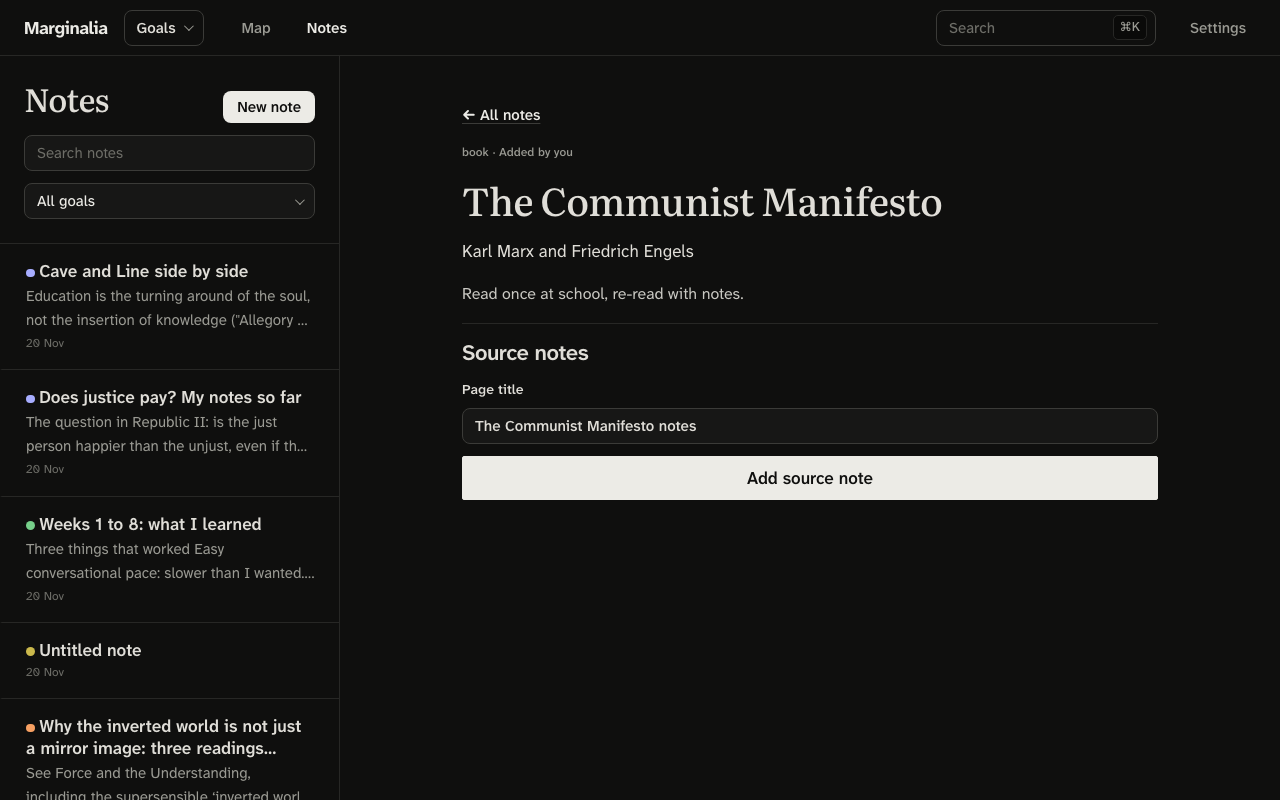 Marginalia
Goals
Map
Notes
Search
⌘K
Settings
Notes
New note
Search notes
All goals
Cave and Line side by side
Education is the turning around of the soul,
not the insertion of knowledge ("Allegory ...
20 Nov
Does justice pay? My notes so far
The question in Republic II: is the just
person happier than the unjust, even if th...
20 Nov
Weeks 1 to 8: what I learned
Three things that worked Easy
conversational pace: slower than I wanted....
20 Nov
Untitled note
20 Nov
Why the inverted world is not just
a mirror image: three readings...
See Force and the Understanding,
including the supersensible 'inverted worl
← All notes
book · Added by you
The Communist Manifesto
Karl Marx and Friedrich Engels
Read once at school, re-read with notes.
Source notes
Page title
The Communist Manifesto notes
Add source note